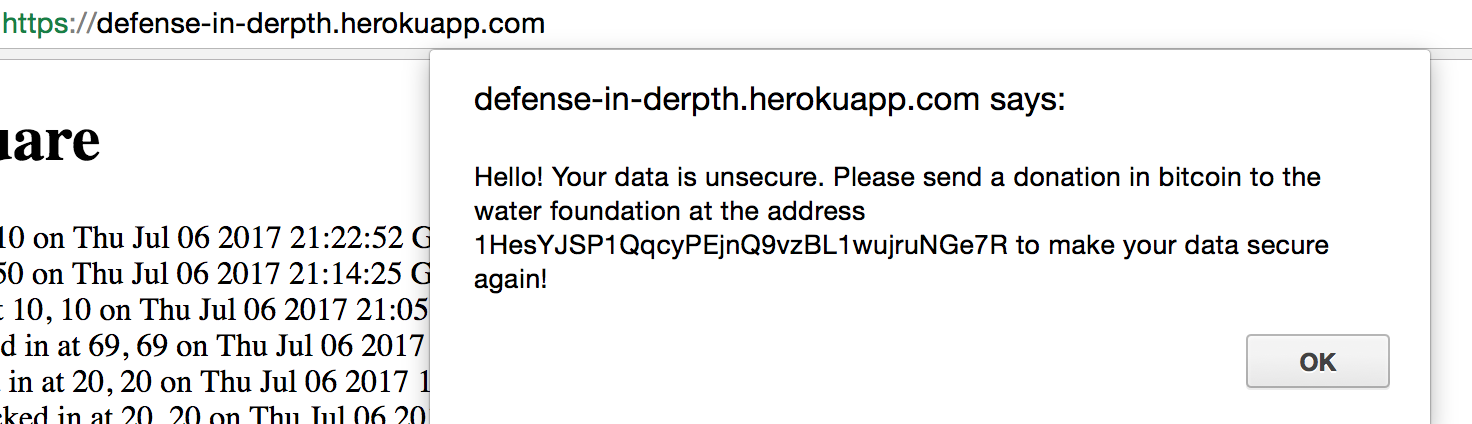 https://defense-in-derpth.herokuapp.com
defense-in-derpth.herokuapp.com says:
Hello! Your data is unsecure. Please send a donation in bitcoin to the
water foundation at the address
1HesYJSP1QqcyPEjnQ9vzBL1wujruNGe7R to make your data secure
again!
OK
uare
10 on Thu Jul 06 2017 21:22:52 G
50 on Thu Jul 06 2017 21:14:25 G
t 10, 10 on Thu Jul 06 2017 21:05
d in at 69, 69 on Thu Jul 06 2017
in at 20, 20 on Thu Jul 06 2017 1
cked in at 20, 20 on Thu Jul 06 20